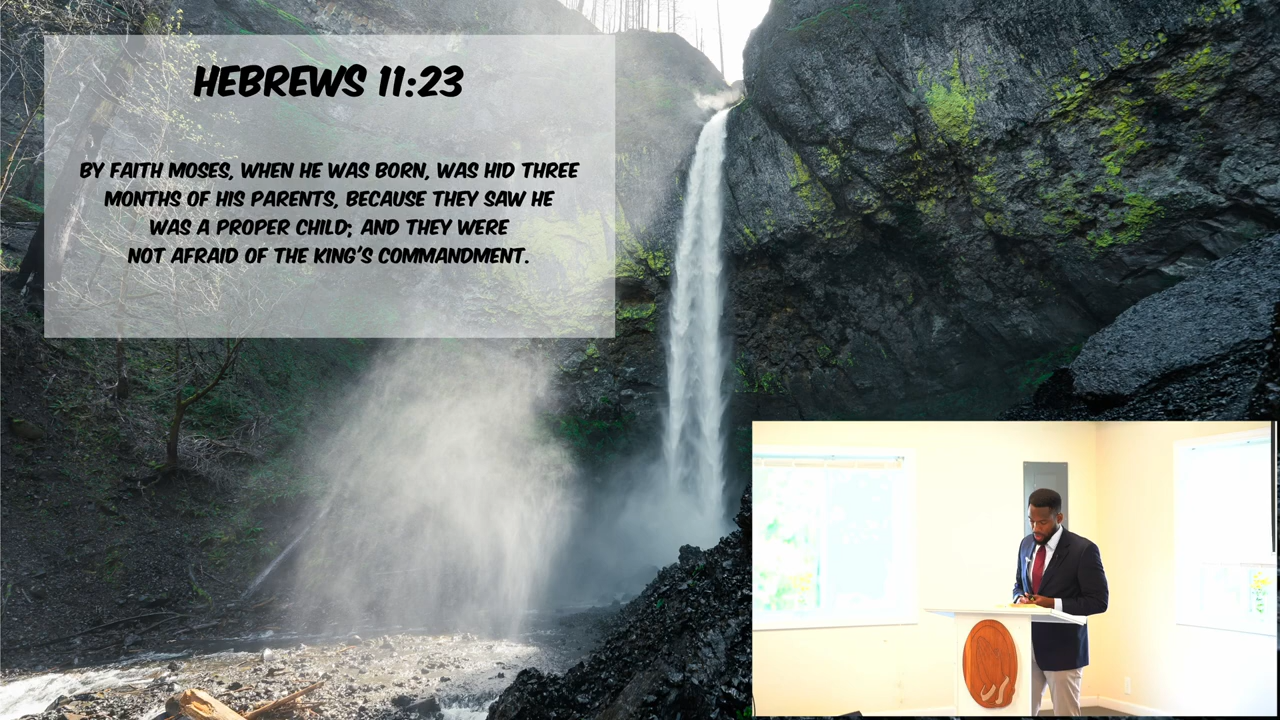 HEBREWS 11:23
BY FAITH MOSES, WHEN HE WAS BORN, WAS HID THREE
MONTHS OF HIS PARENTS, BECAUSE THEY SAW HE
WAS A PROPER CHILD; AND THEY WERE
NOT AFRAID OF THE KING'S COMMANDMENT.